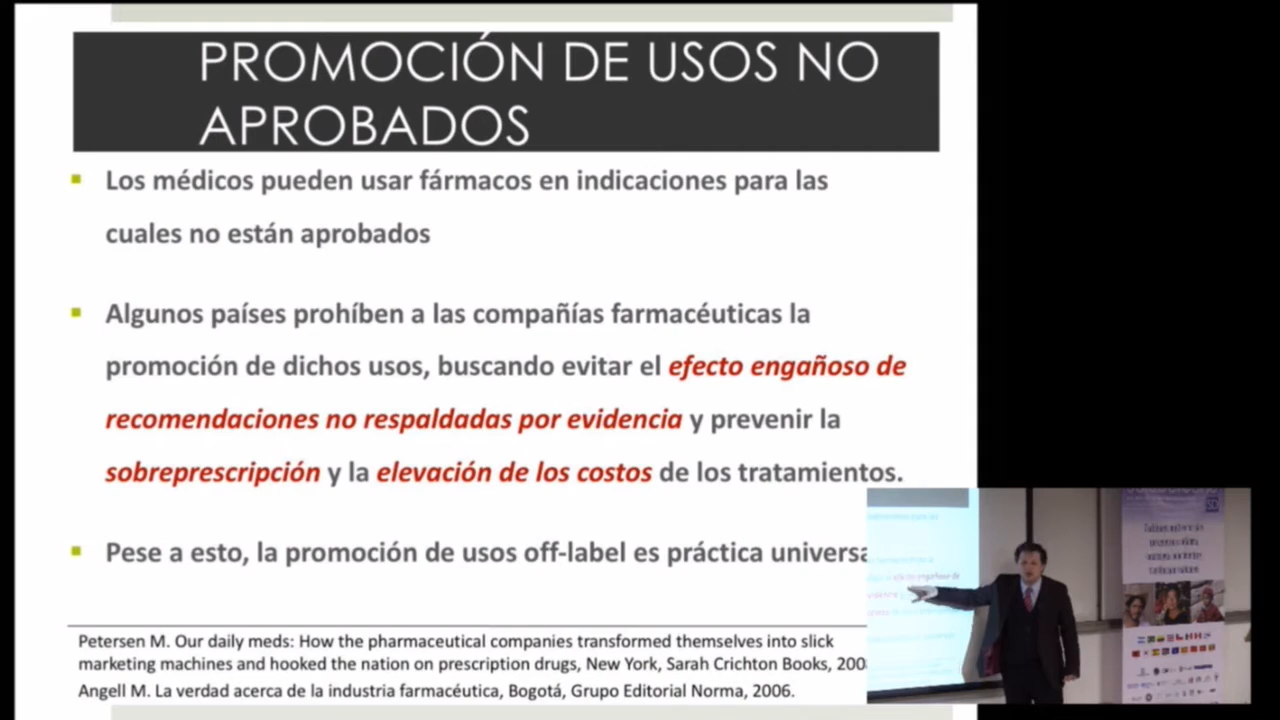 PROMOCIÓN DE USOS NO
APROBADOS
Los médicos pueden usar fármacos en indicaciones para las
cuales no están aprobados
Algunos países prohíben a las compañías farmacéuticas la
promoción de dichos usos, buscando evitar el efecto engañoso de
recomendaciones no respaldadas por evidencia y prevenir la
sobreprescripción y la elevación de los costos de los tratamientos.
Pese a esto, la promoción de usos off-label es práctica universa
Petersen M. Our daily meds: How the pharmaceutical companies transformed themselves into slick
marketing machines and hooked the nation on prescription drugs, New York, Sarah Crichton Books, 200
Angell M. La verdad acerca de la industria farmacéutica, Bogotá, Grupo Editorial Norma, 2006.
efecto engañoso de